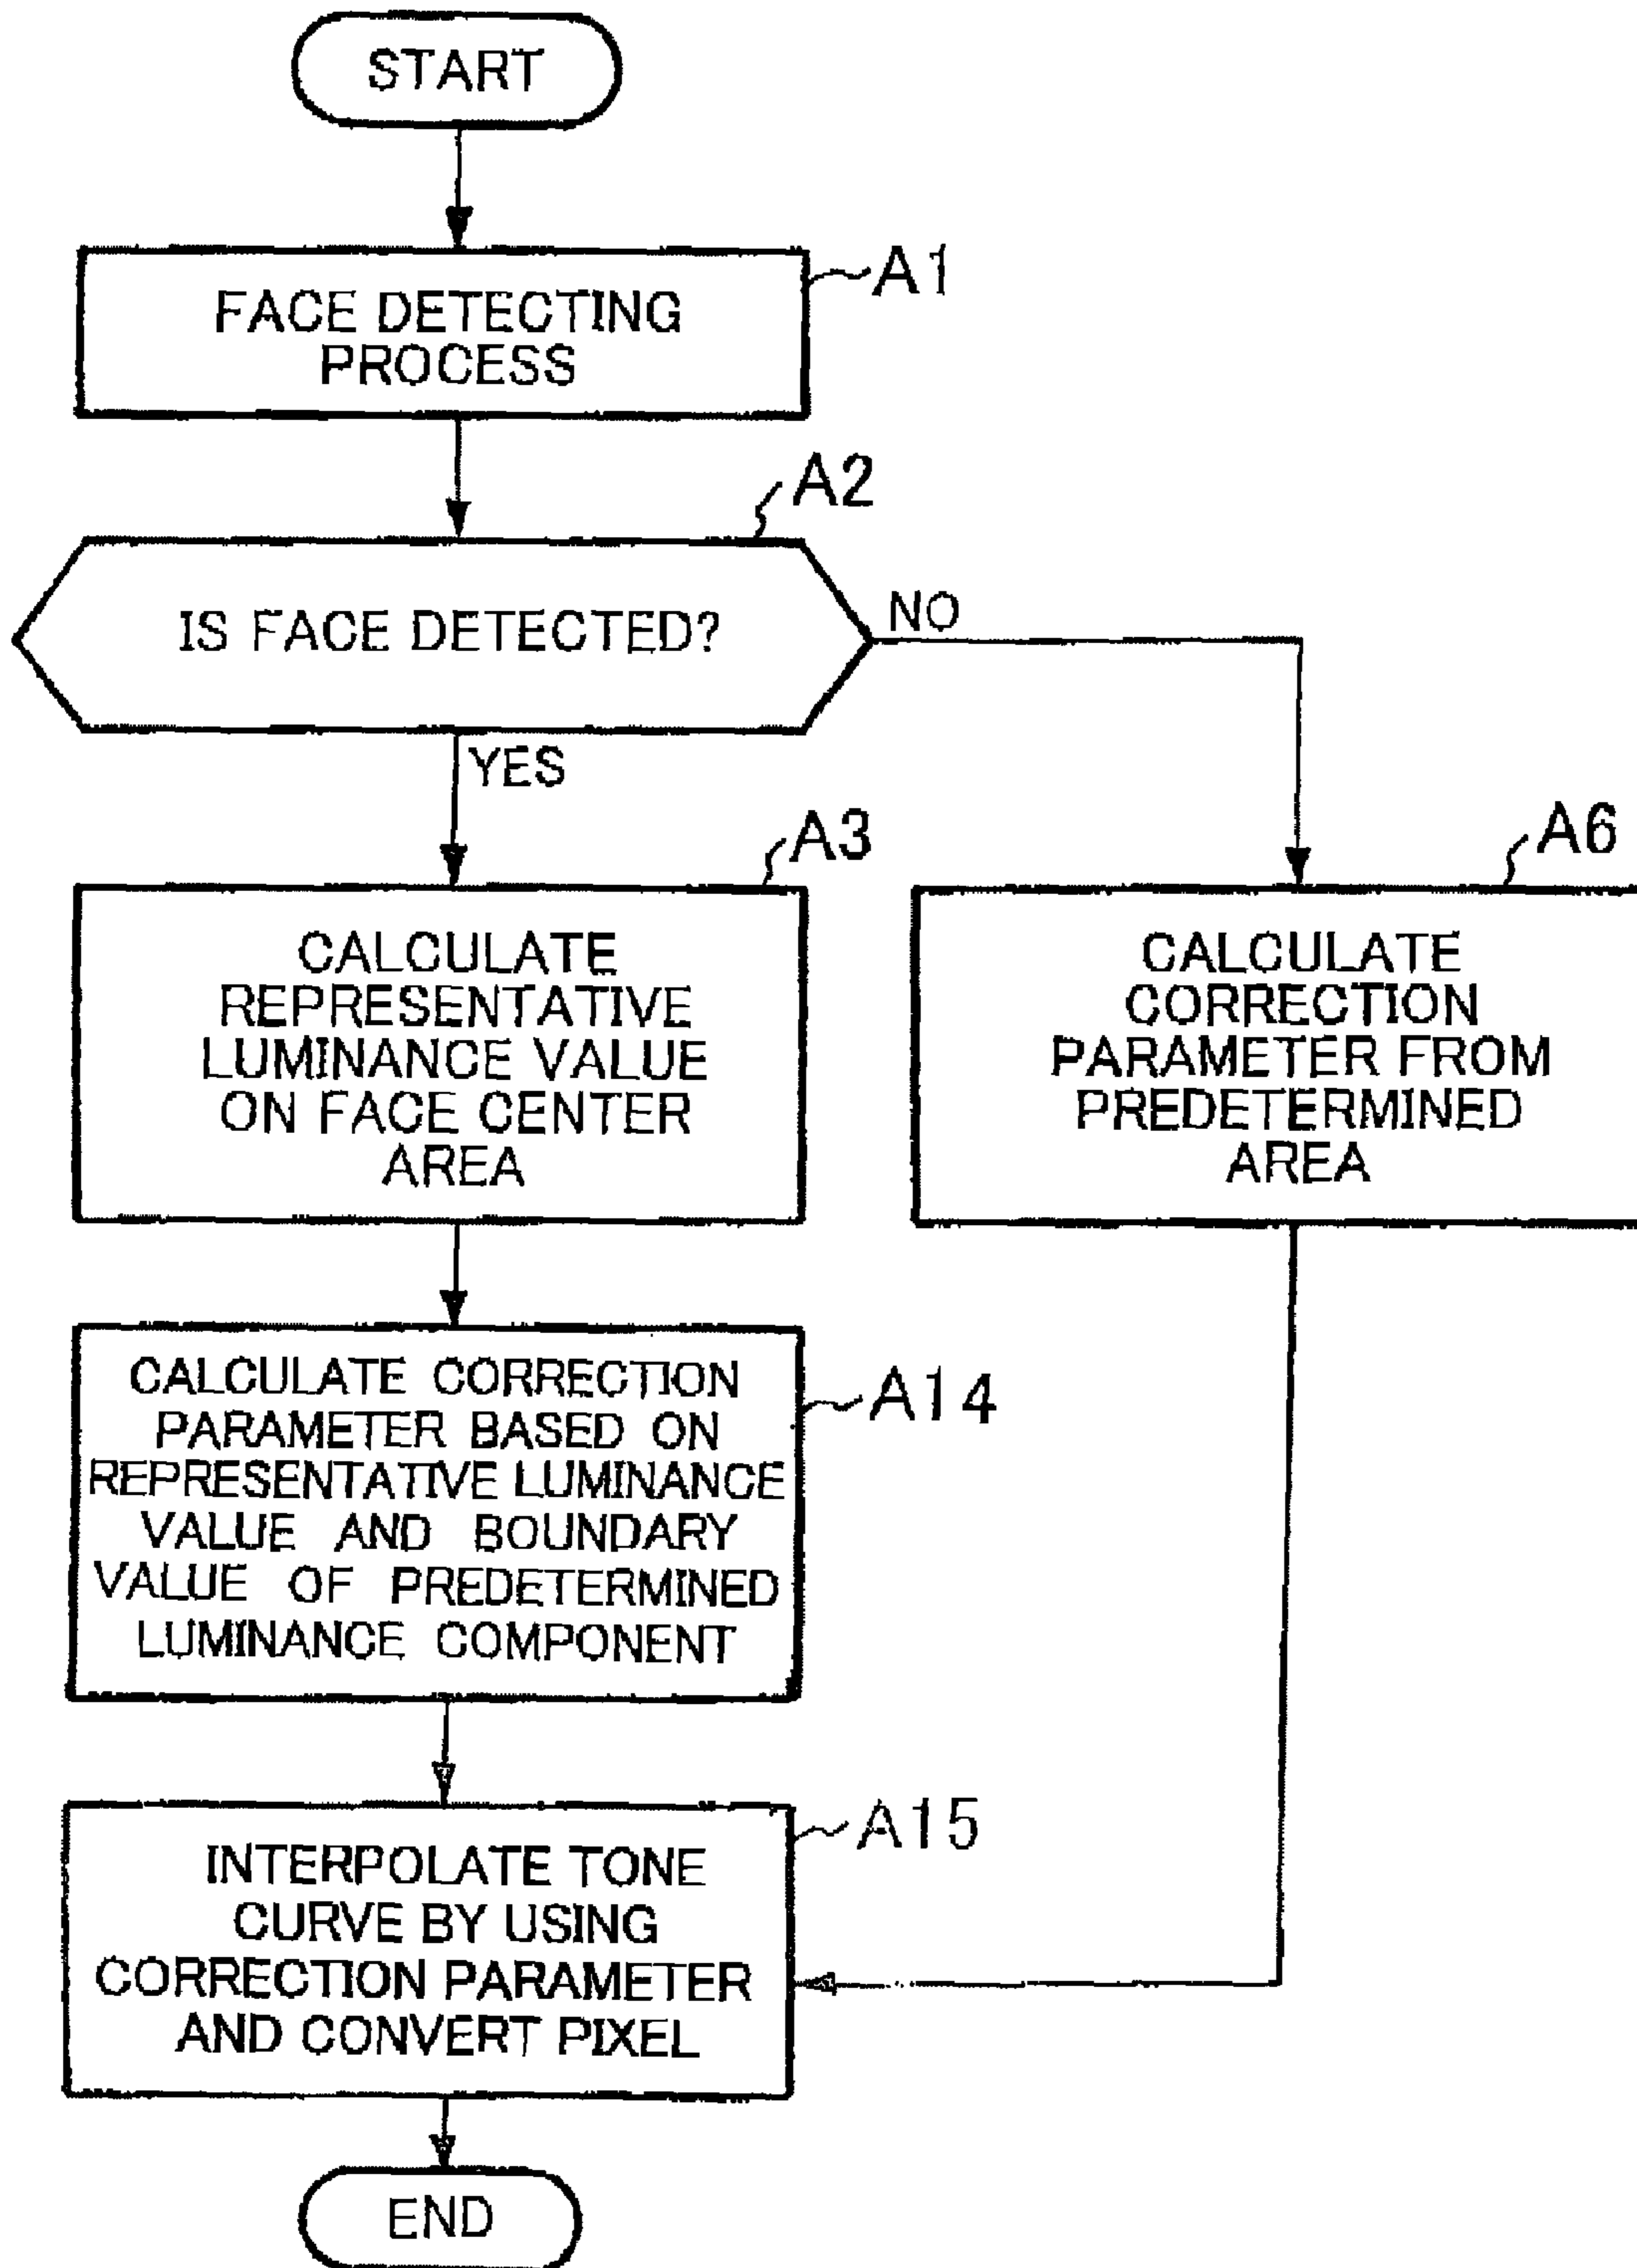 START
A1
FACE DETECTING
PROCESS
A2
IS FACE DETECTED?
NO
YES
A3
CALCULATE
REPRESENTATIVE
LUMINANCE VALUE
ON FACE CENTER
AREA
A6
CALCULATE
CORRECTION
PARAMETER FROM
PREDETERMINED
AREA
A14
CALCULATE CORRECTION
PARAMETER BASED ON
REPRESENTATIVE LUMINANCE
VALUE AND BOUNDARY
VALUE OF PREDETERMINED
LUMINANCE COMPONENT
A15
INTERPOLATE TONE
CURVE BY USING
CORRECTION PARAMETER
AND CONVERT PIXEL
END